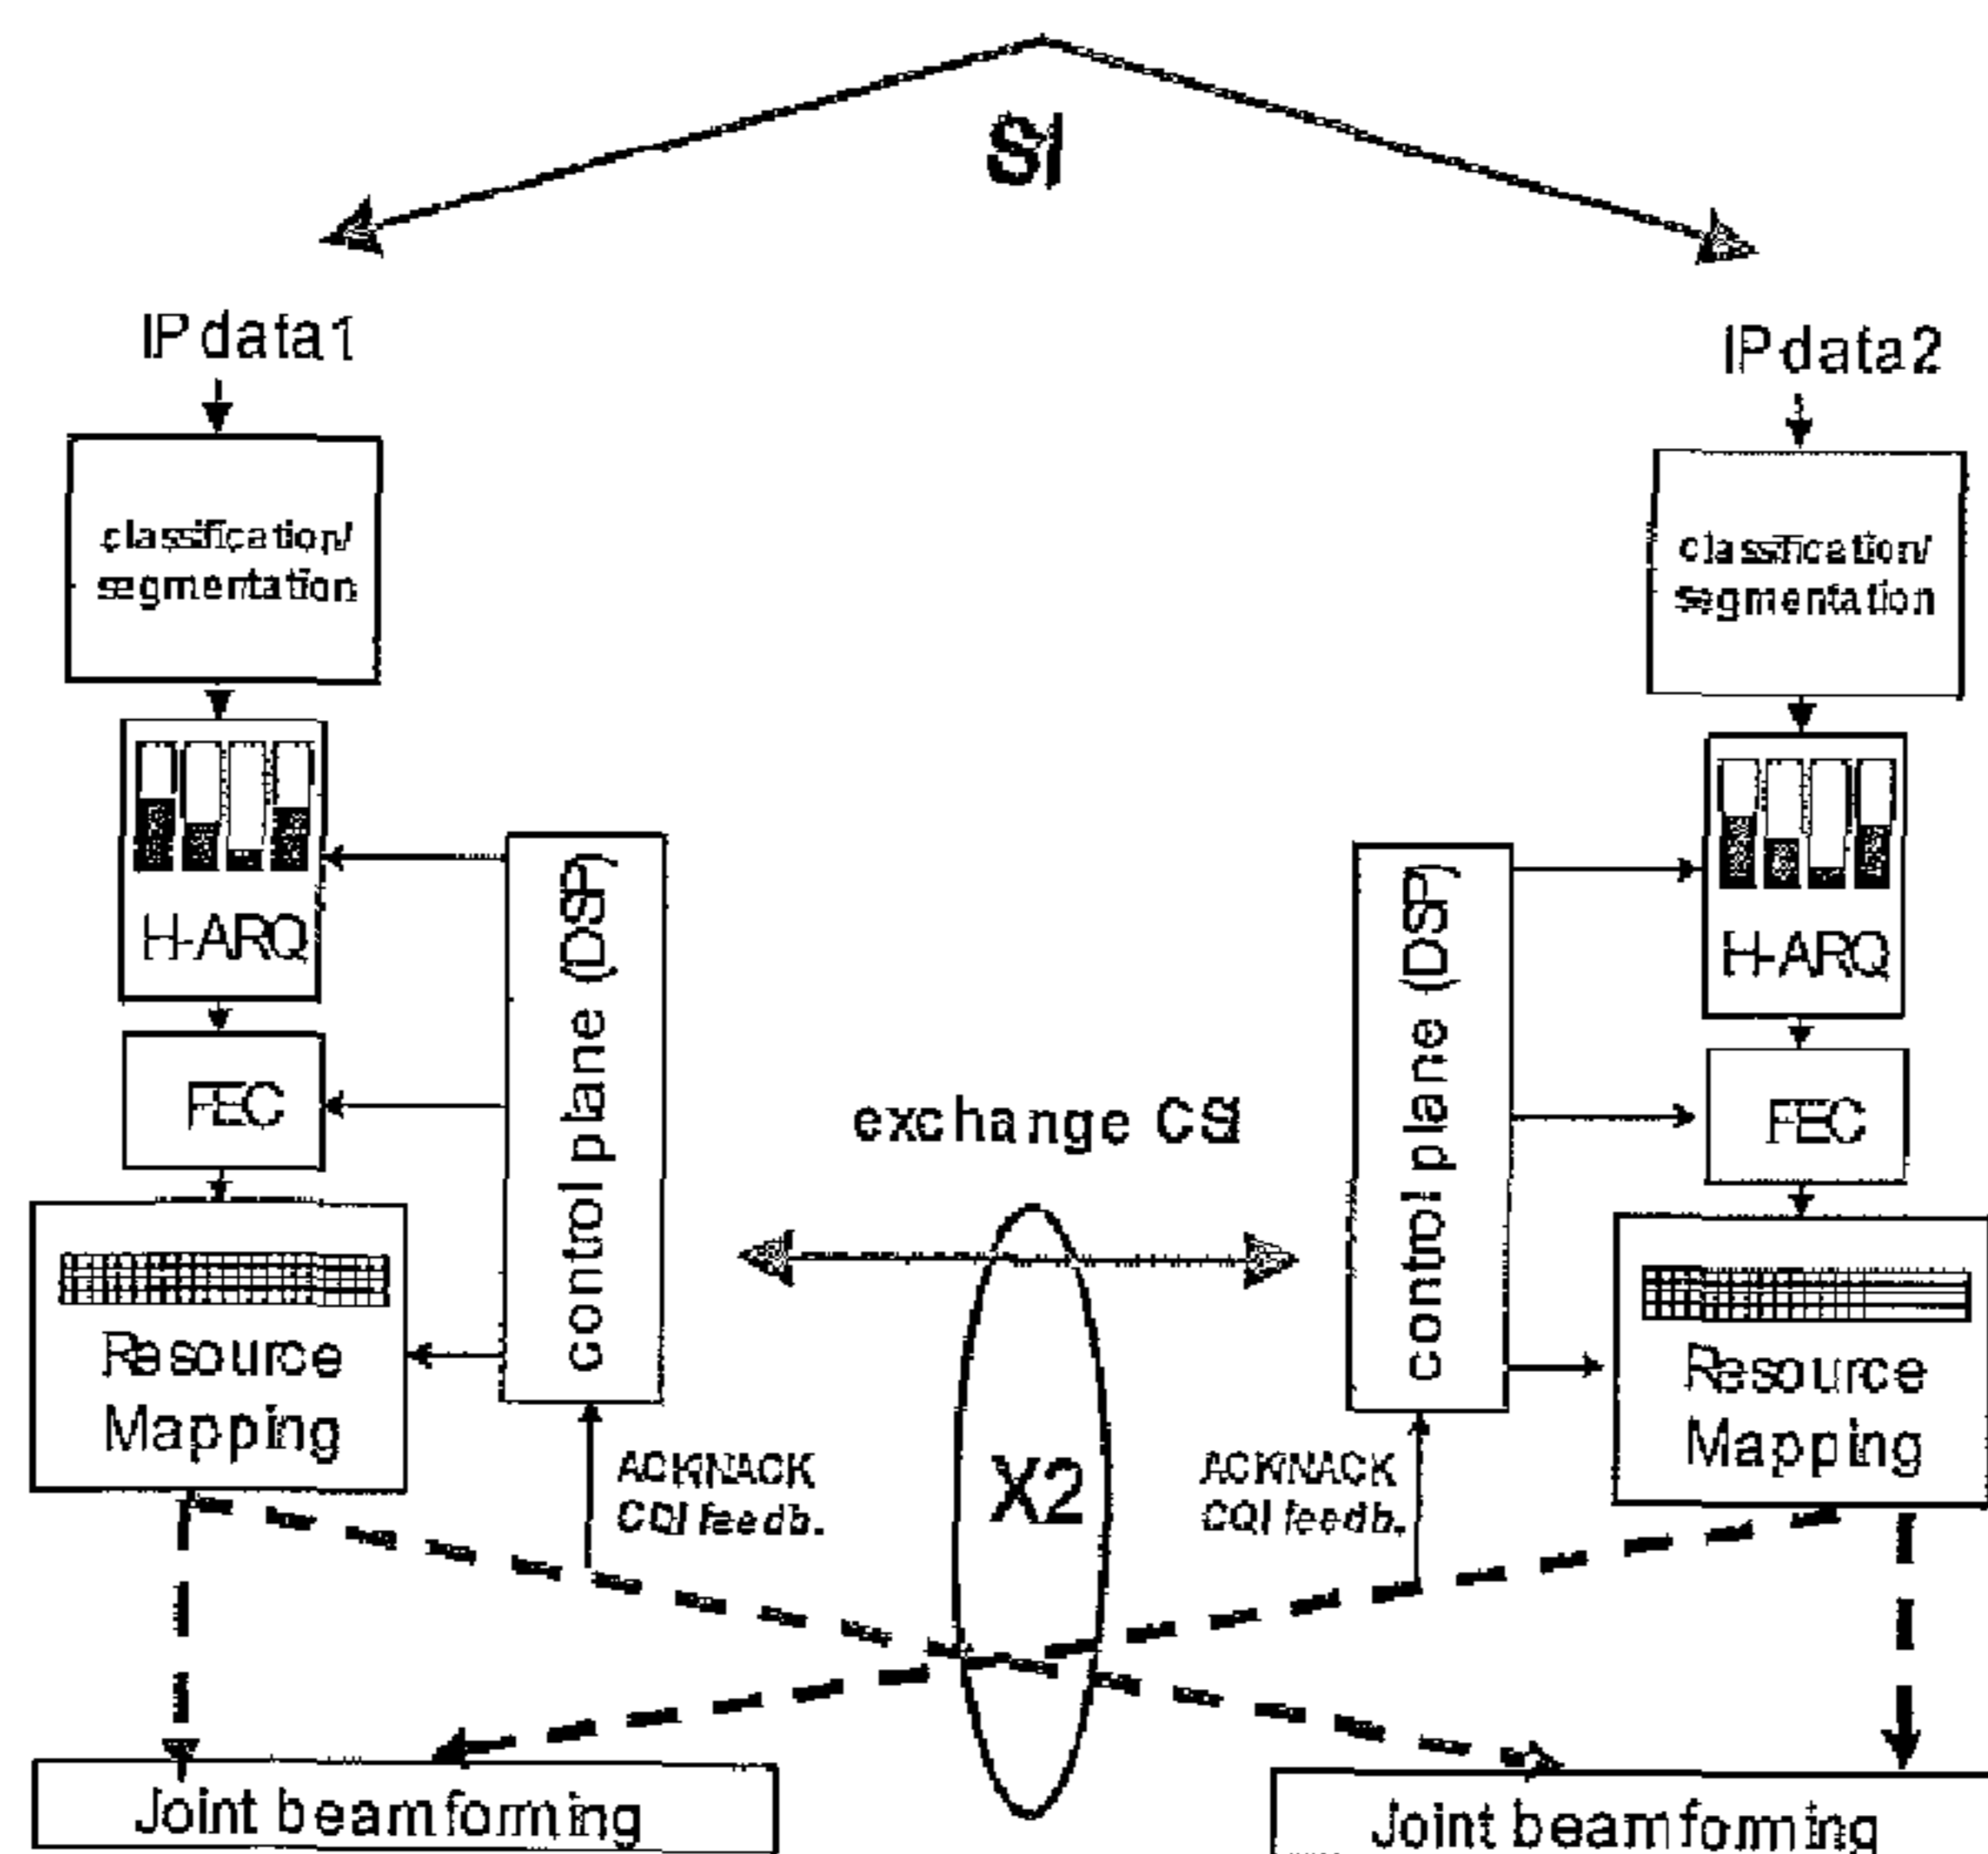 S1
IP data1
IP data2
classification/
segmentation
classification/
segmentation
H-ARQ
H-ARQ
control plane (DSP)
control plane (DSP)
FEC
FEC
exchange CSI
Resource
Mapping
Resource
Mapping
ACK/NACK
CQI feedb.
X2
ACK/NACK
CQI feedb.
Joint beamforming
Joint beamforming